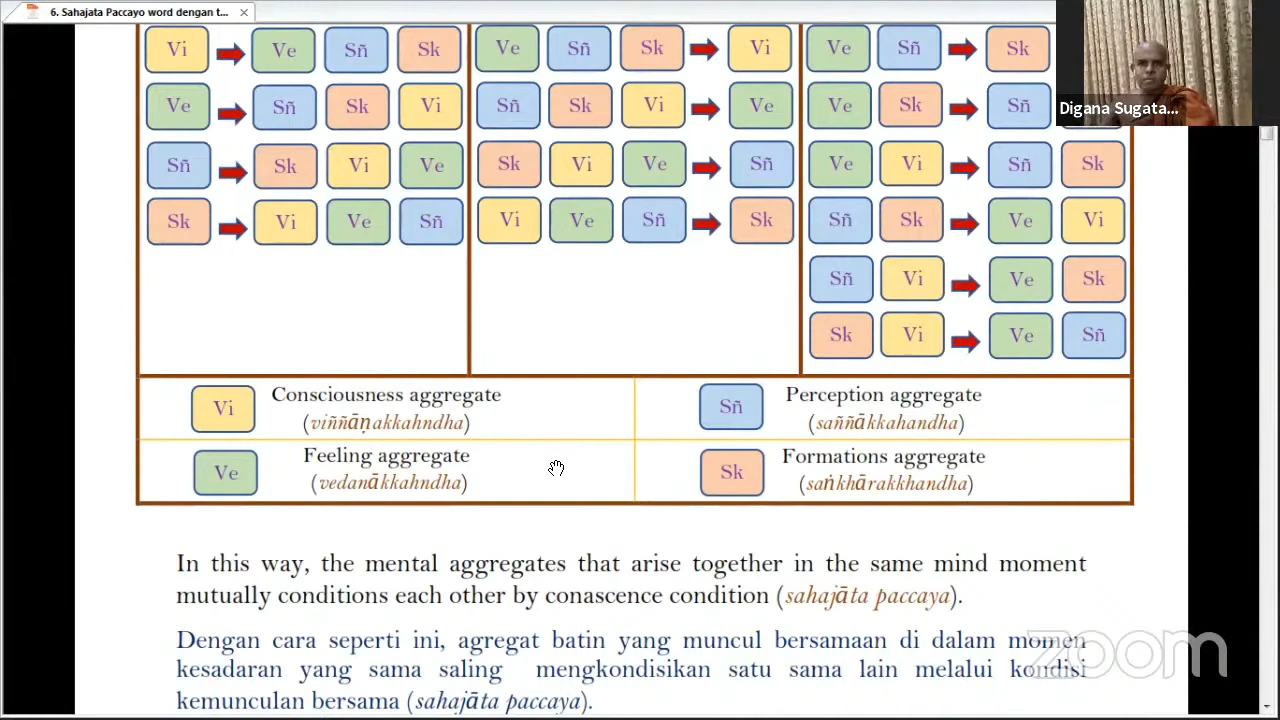 6. Sahajata Paccayo word dengan t...
Digana Sugata...
Vi Ve Sñ Sk
Ve Sñ Sk Vi
Sñ Sk Vi Ve
Sk Vi Ve Sñ
Ve Sñ Sk Vi
Sñ Sk Vi Ve
Sk Vi Ve Sñ
Vi Ve Sñ Sk
Ve Sñ Sk
Ve Sk Sñ
Ve Vi Sñ Sk
Sñ Sk Ve Vi
Sñ Vi Ve Sk
Sk Vi Ve Sñ
Vi Consciousness aggregate
(viññāṇakkahndha)
Sñ Perception aggregate
(saññākkahandha)
Ve Feeling aggregate
(vedanākkahndha)
Sk Formations aggregate
(saṅkhārakkhandha)
In this way, the mental aggregates that arise together in the same mind moment
mutually conditions each other by conascence condition (sahajāta paccaya).
Dengan cara seperti ini, agregat batin yang muncul bersamaan di dalam momen
kesadaran yang sama saling mengkondisikan satu sama lain melalui kondisi
kemunculan bersama (sahajāta paccaya).
zoom